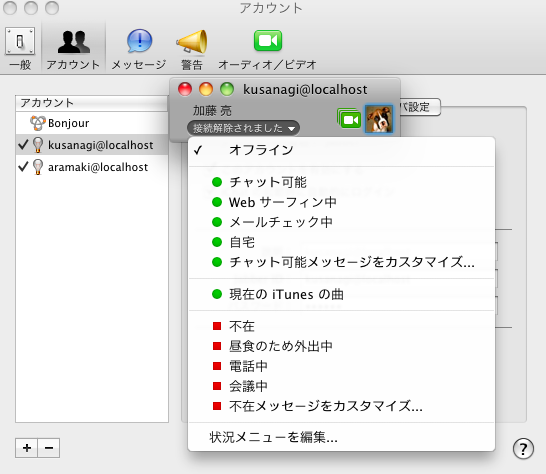 アカウント
一般
アカウント
メッセージ
警告
オーディオ／ビデオ
kusanagi@localhost
加藤 亮
接続解除されました
バ設定
アカウント
Bonjour
kusanagi@localhost
aramaki@localhost
オフライン
チャット可能
Web サーフィン中
メールチェック中
自宅
チャット可能メッセージをカスタマイズ...
現在の iTunes の曲
不在
昼食のため外出中
電話中
会議中
不在メッセージをカスタマイズ...
状況メニューを編集...